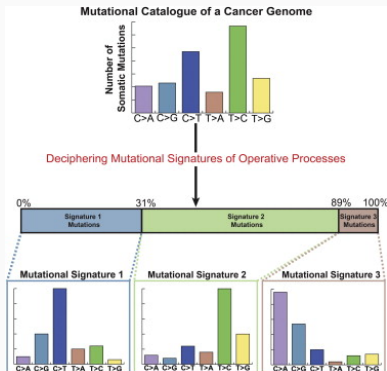 Mutational Catalogue of a Cancer Genome
Number of
Somatic Mutations
C>A C>G C>T T>A T>C T>G
Deciphering Mutational Signatures of Operative Processes
0% 31% 89% 100%
Signature 1
Mutations
Signature 2
Mutations
Signature 3
Mutations
Mutational Signature 1
C>A C>G C>T T>A T>C T>G
Mutational Signature 2
C>A C>G C>T T>A T>C T>G
Mutational Signature 3
C>A C>G C>T T>A T>C T>G